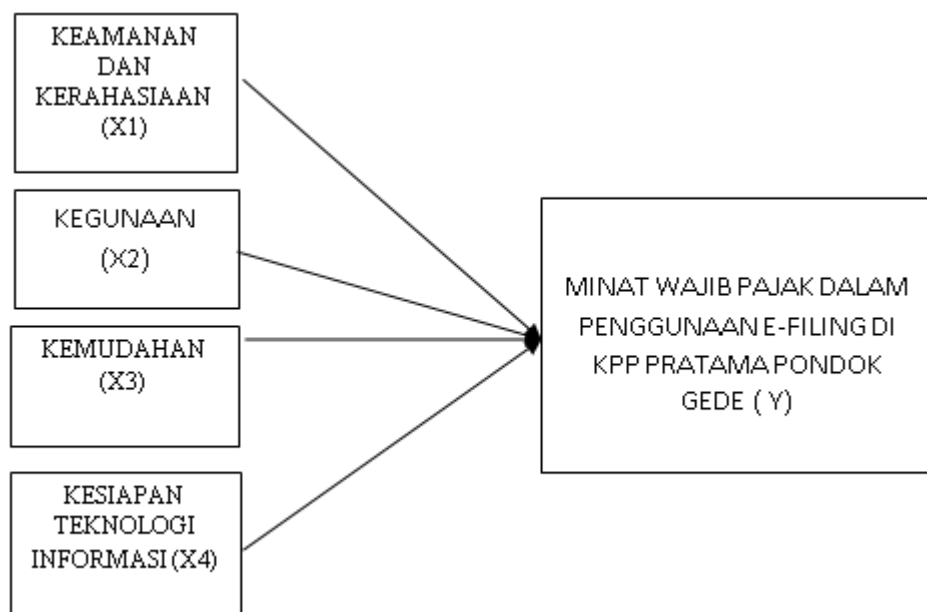 KEAMANAN
DAN
KERAHASIAAN
(X1)
KEGUNAAN
(X2)
KEMUDAHAN
(X3)
KESIAPAN
TEKNOLOGI
INFORMASI (X4)
MINAT WAJIB PAJAK DALAM
PENGGUNAAN E-FILING DI
KPP PRATAMA PONDOK
GEDE ( Y)